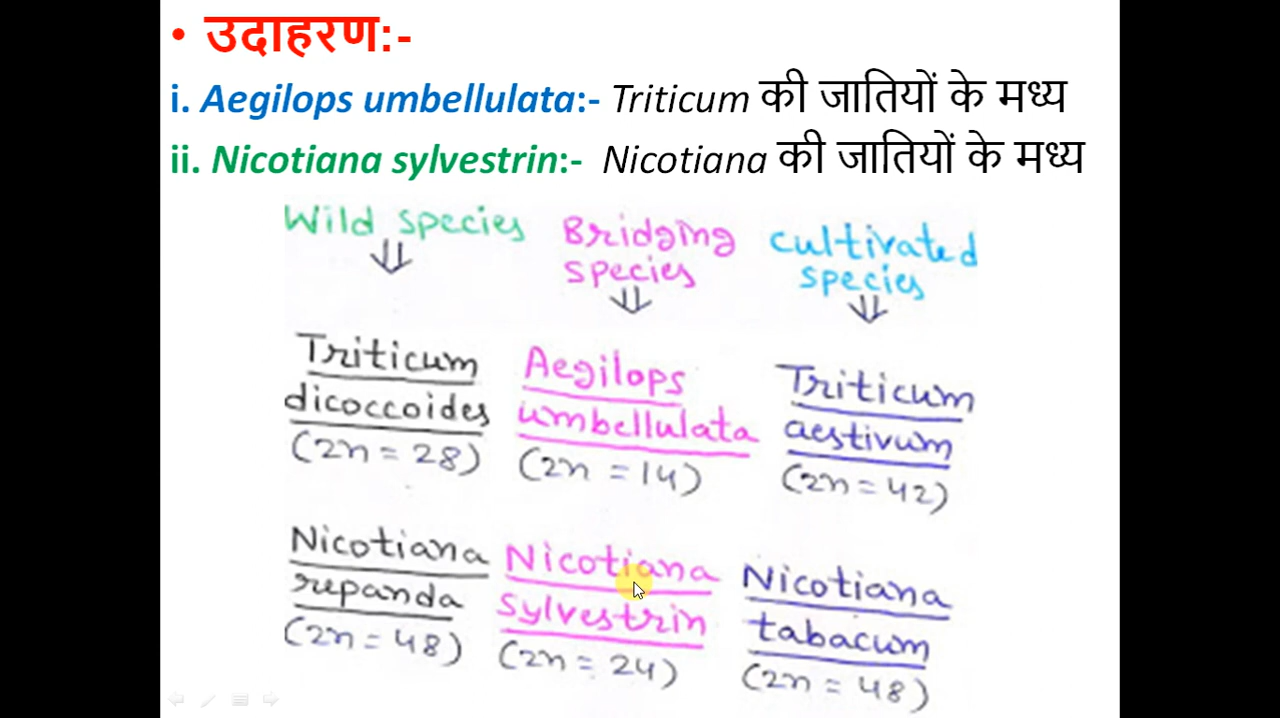 • उदाहरण:-
i. Aegilops umbellulata:- Triticum की जातियों के मध्य
ii. Nicotiana sylvestrin:- Nicotiana की जातियों के मध्य
Wild species
Bridging species
cultivated species
Triticum dicoccoides (2n = 28)
Aegilops umbellulata (2n = 14)
Triticum aestivum (2n = 42)
Nicotiana repanda (2n = 48)
Nicotiana sylvestrin (2n = 24)
Nicotiana tabacum (2n = 48)